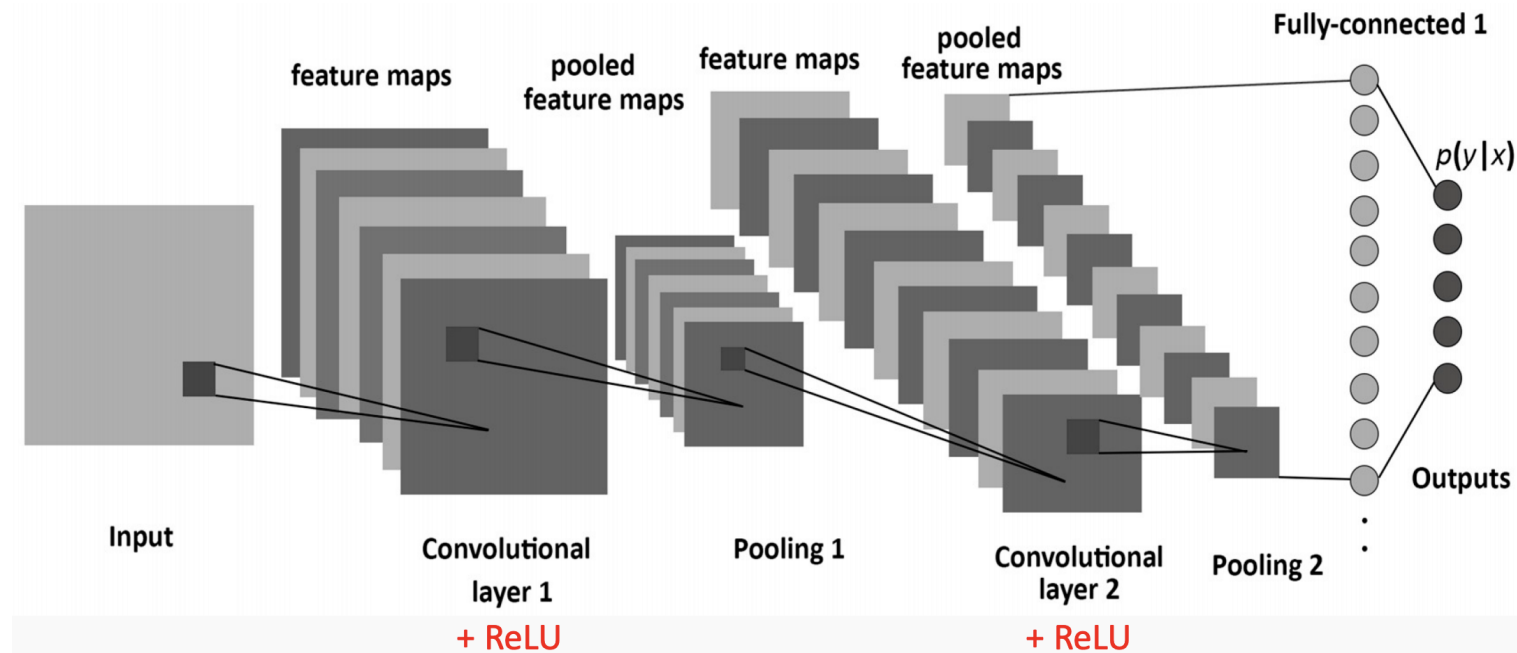 feature maps
pooled
feature maps
feature maps
pooled
feature maps
Fully-connected 1
p(y|x)
Outputs
Input
Convolutional
layer 1
+ ReLU
Pooling 1
Convolutional
layer 2
+ ReLU
Pooling 2